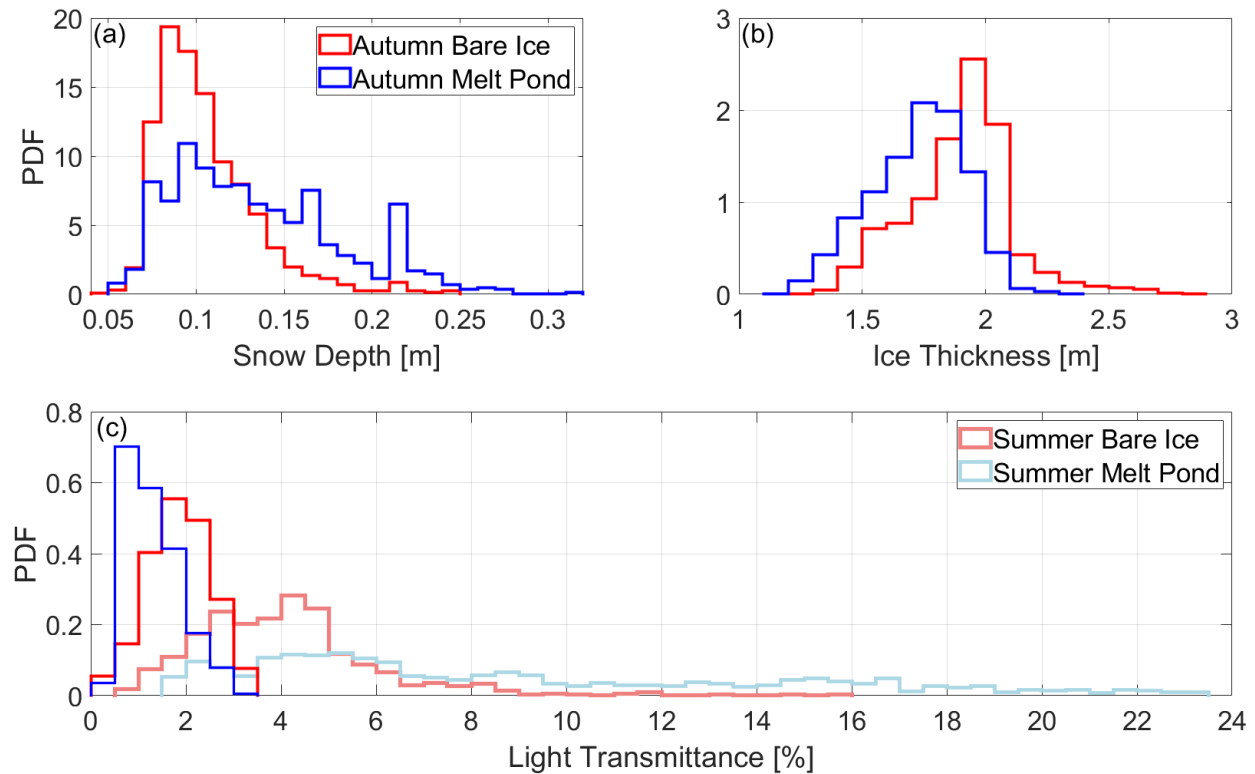 (a)
Autumn Bare Ice
Autumn Melt Pond
20
15
10
5
0
PDF
0.05 0.1 0.15 0.2 0.25 0.3
Snow Depth [m]
(b)
3
2
1
0
1 1.5 2 2.5 3
Ice Thickness [m]
(c)
Summer Bare Ice
Summer Melt Pond
0.8
0.6
0.4
0.2
0
PDF
0 2 4 6 8 10 12 14 16 18 20 22 24
Light Transmittance [%]